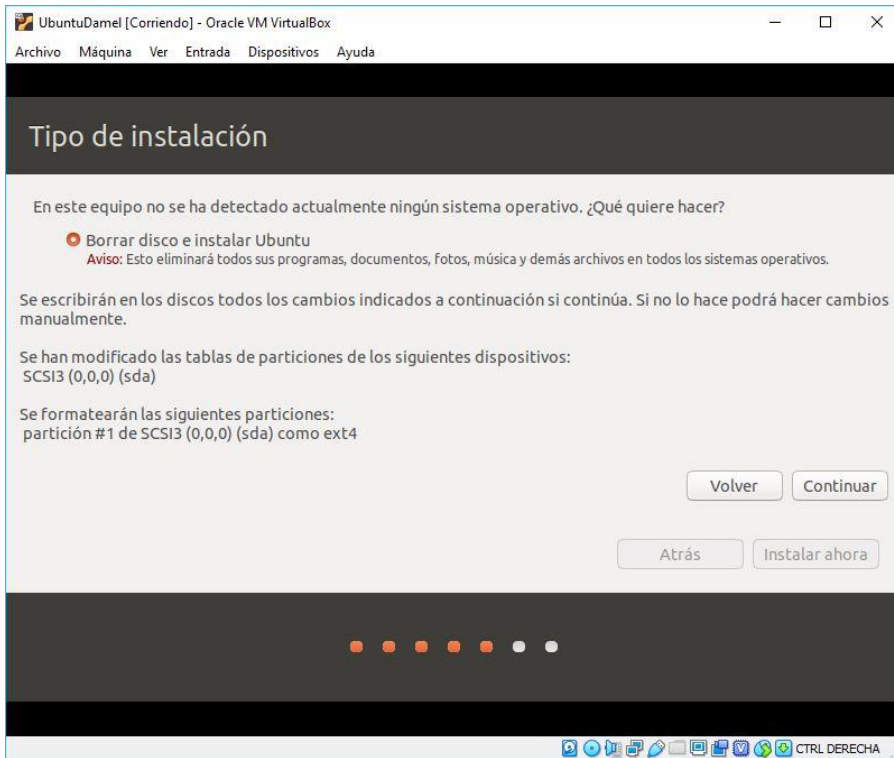 UbuntuDamel [Corriendo] - Oracle VM VirtualBox
Archivo Máquina Ver Entrada Dispositivos Ayuda
Tipo de instalación
En este equipo no se ha detectado actualmente ningún sistema operativo. ¿Qué quiere hacer?
Borrar disco e instalar Ubuntu
Aviso: Esto eliminará todos sus programas, documentos, fotos, música y demás archivos en todos los sistemas operativos.
Se escribirán en los discos todos los cambios indicados a continuación si continúa. Si no lo hace podrá hacer cambios
manualmente.
Se han modificado las tablas de particiones de los siguientes dispositivos:
SCSI3 (0,0,0) (sda)
Se formatearán las siguientes particiones:
partición #1 de SCSI3 (0,0,0) (sda) como ext4
Volver Continuar
Atrás Instalar ahora
CTRL DERECHA